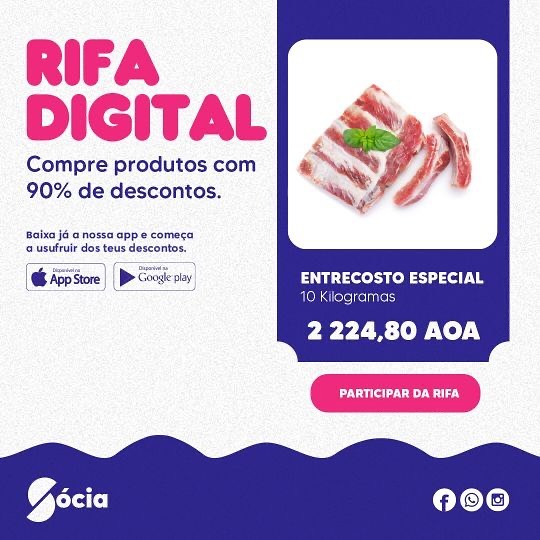 RIFA
DIGITAL
Compre produtos com
90% de descontos.
Baixa já a nossa app e começa
a usufruir dos teus descontos.
Disponível na
App Store
Disponível na
Google play
ENTRECOSTO ESPECIAL
10 Kilogramas
2 224,80 AOA
PARTICIPAR DA RIFA
Sócia